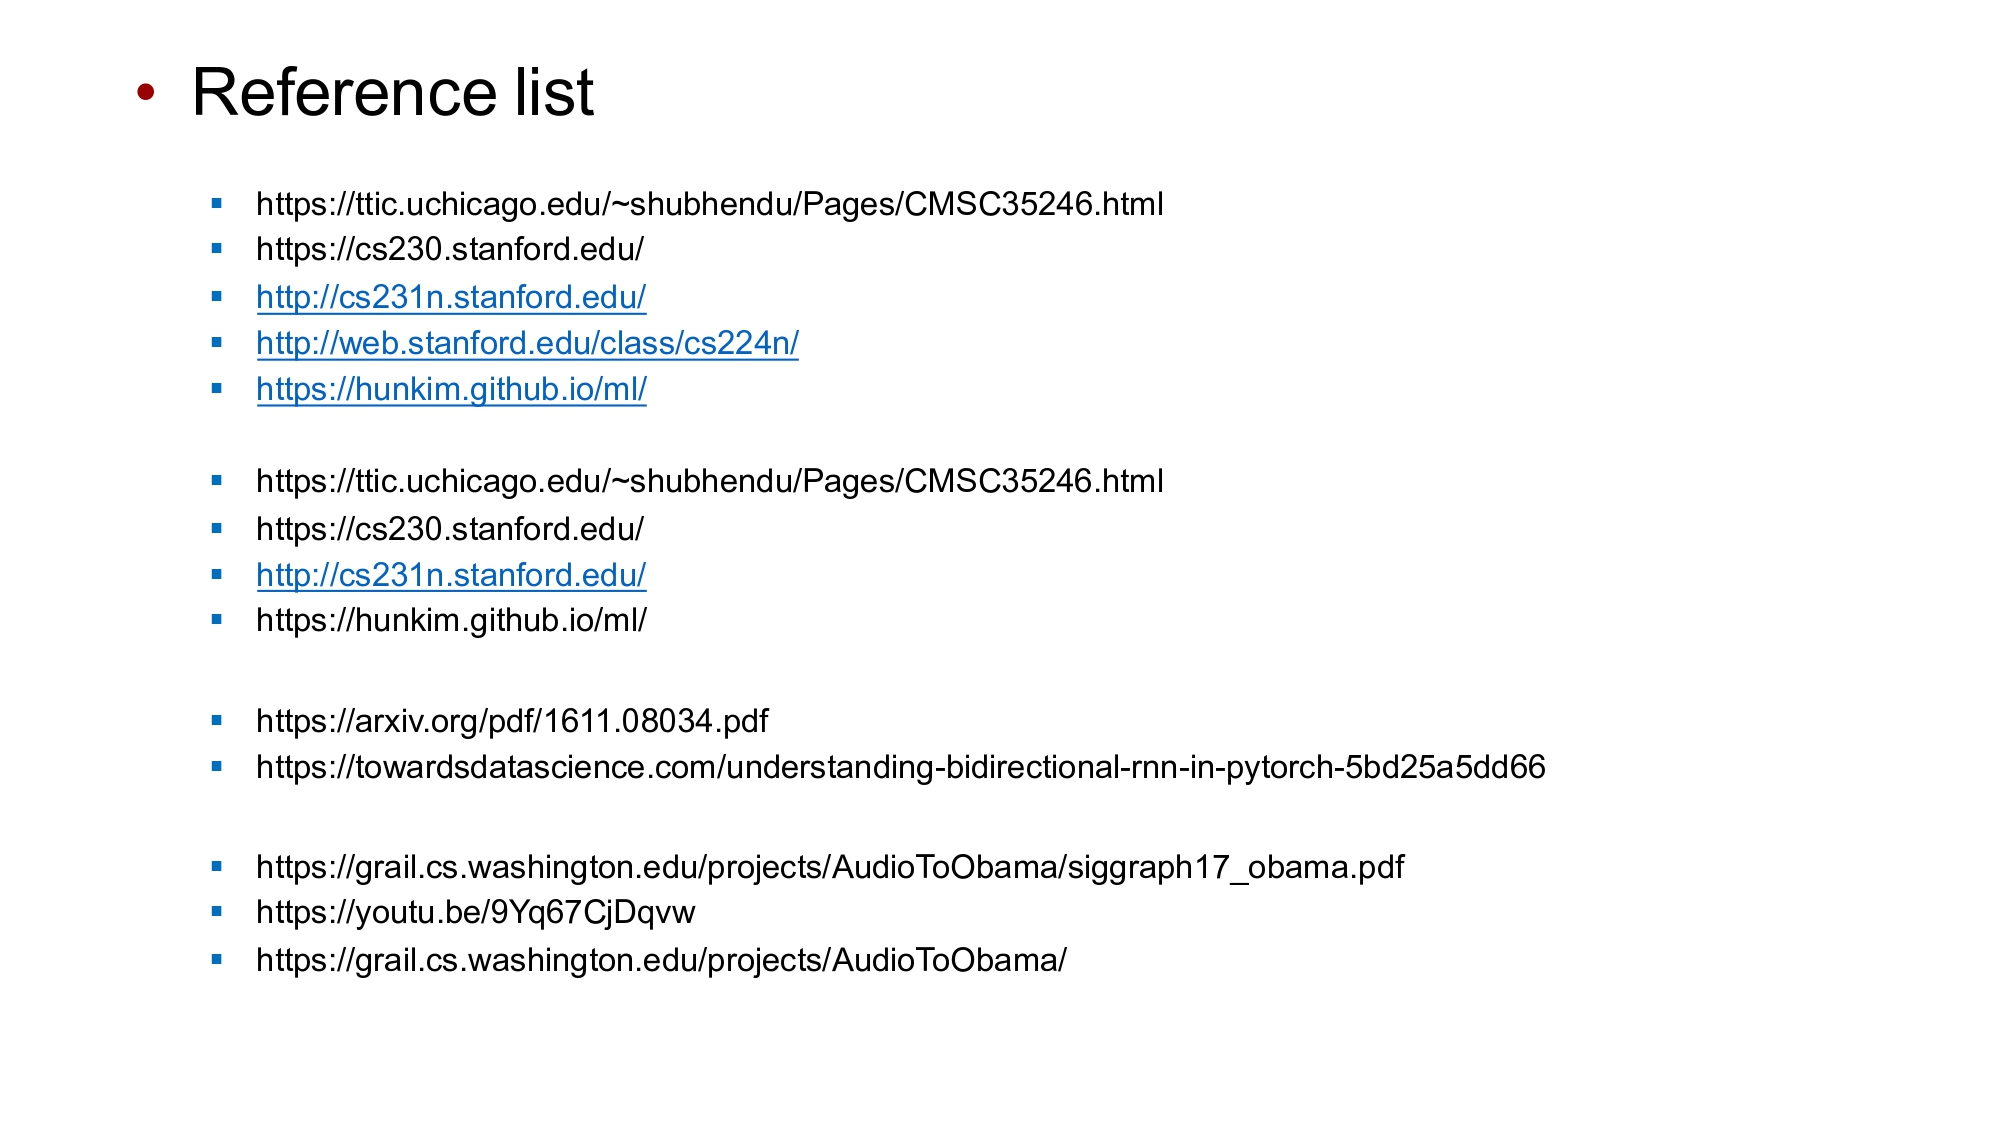 • Reference list
▪ https://ttic.uchicago.edu/~shubhendu/Pages/CMSC35246.html
▪ https://cs230.stanford.edu/
▪ http://cs231n.stanford.edu/
▪ http://web.stanford.edu/class/cs224n/
▪ https://hunkim.github.io/ml/
▪ https://ttic.uchicago.edu/~shubhendu/Pages/CMSC35246.html
▪ https://cs230.stanford.edu/
▪ http://cs231n.stanford.edu/
▪ https://hunkim.github.io/ml/
▪ https://arxiv.org/pdf/1611.08034.pdf
▪ https://towardsdatascience.com/understanding-bidirectional-rnn-in-pytorch-5bd25a5dd66
▪ https://grail.cs.washington.edu/projects/AudioToObama/siggraph17_obama.pdf
▪ https://youtu.be/9Yq67CjDqvw
▪ https://grail.cs.washington.edu/projects/AudioToObama/